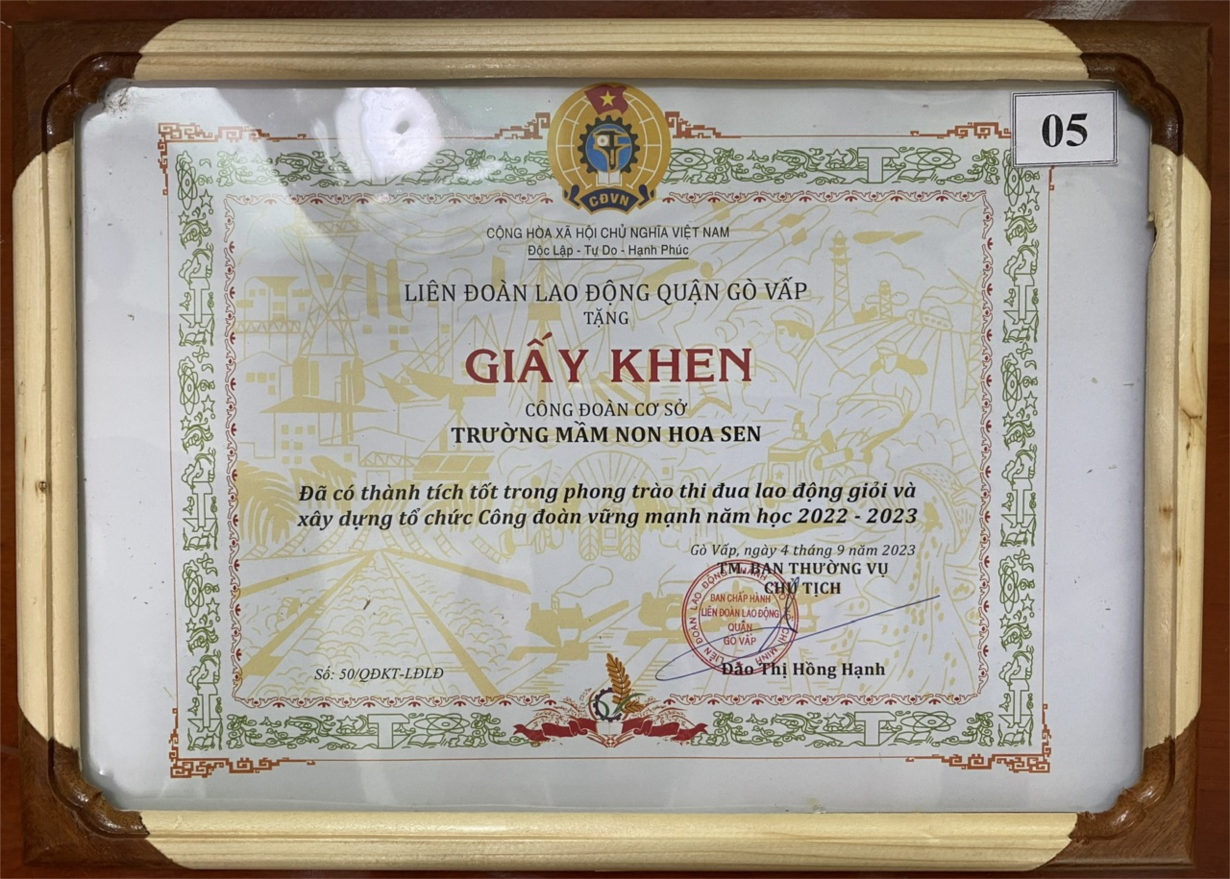 05
CĐVN
CỘNG HÒA XÃ HỘI CHỦ NGHĨA VIỆT NAM
Độc Lập - Tự Do - Hạnh Phúc
LIÊN ĐOÀN LAO ĐỘNG QUẬN GÒ VẤP
TẶNG
GIẤY KHEN
CÔNG ĐOÀN CƠ SỞ
TRƯỜNG MẦM NON HOA SEN
Đã có thành tích tốt trong phong trào thi đua lao động giỏi và
xây dựng tổ chức Công đoàn vững mạnh năm học 2022 - 2023
Gò Vấp, ngày 4 tháng 9 năm 2023
TM. BAN THƯỜNG VỤ
CHỦ TỊCH
BAN CHẤP HÀNH
LIÊN ĐOÀN LAO ĐỘNG
QUẬN
GÒ VẤP
Đào Thị Hồng Hạnh
Số: 50/QĐKT-LĐLĐ